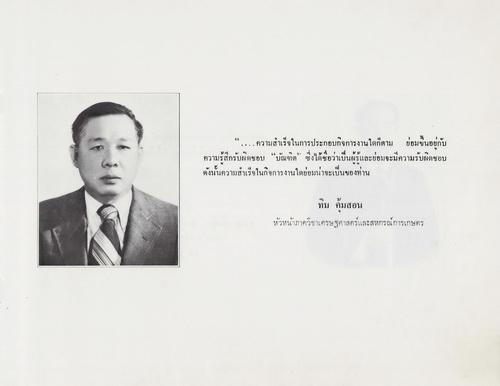 “.....ความสำเร็จในการประกอบกิจการงานใดก็ตาม ย่อมขึ้นอยู่กับ
ความรู้สึกรับผิดชอบ “บัณฑิต” ซึ่งได้ชื่อว่าเป็นผู้รู้และย่อมจะมีความรับผิดชอบ
ดังนั้นความสำเร็จในกิจการงานใดย่อมน่าจะเป็นของท่าน
ทิม คุ้มสอน
หัวหน้าภาควิชาเศรษฐศาสตร์และสหกรณ์การเกษตร